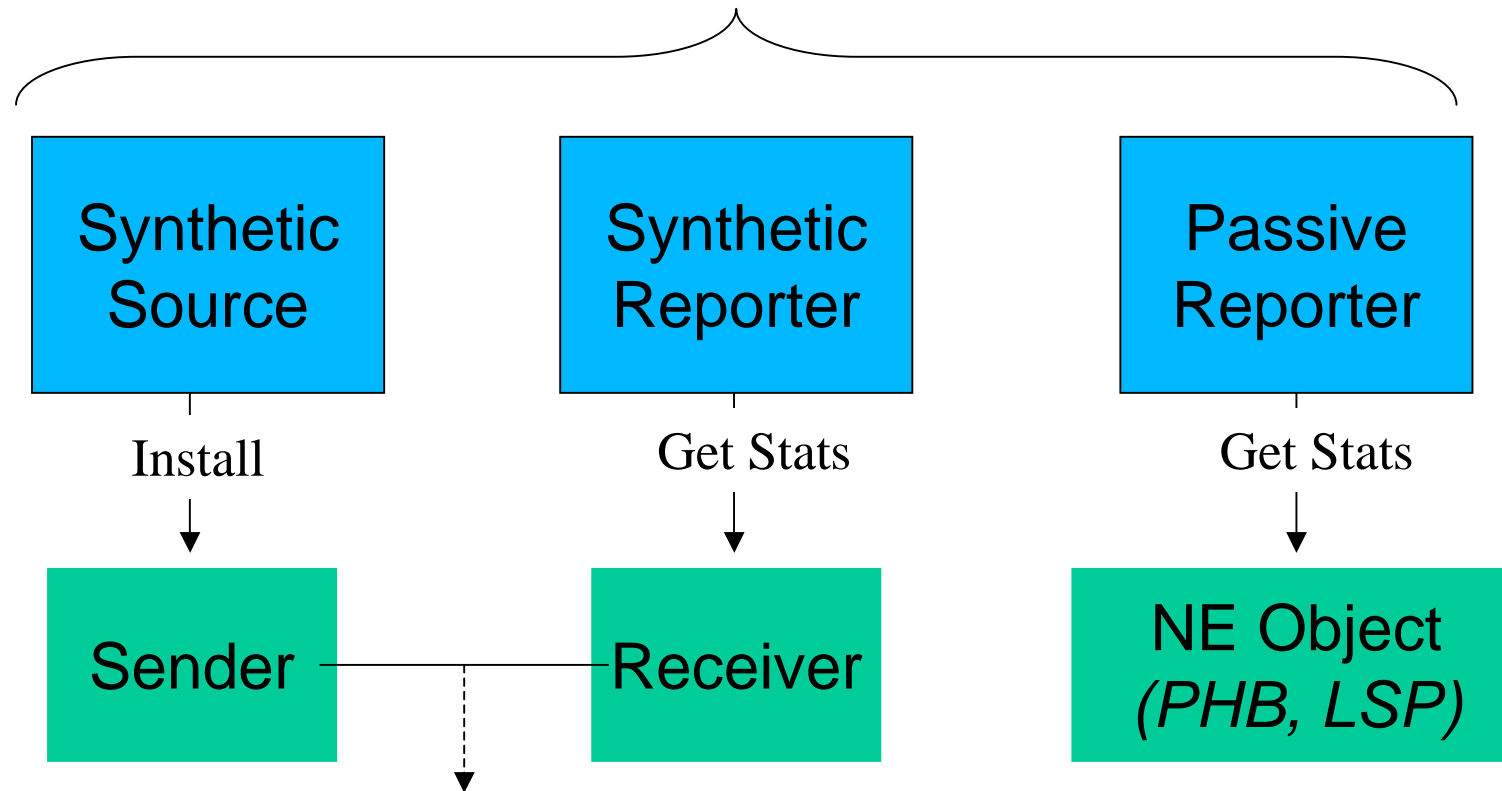 Synthetic
Source
Synthetic
Reporter
Passive
Reporter
Install
Get Stats
Get Stats
Sender
Receiver
NE Object
(PHB, LSP)